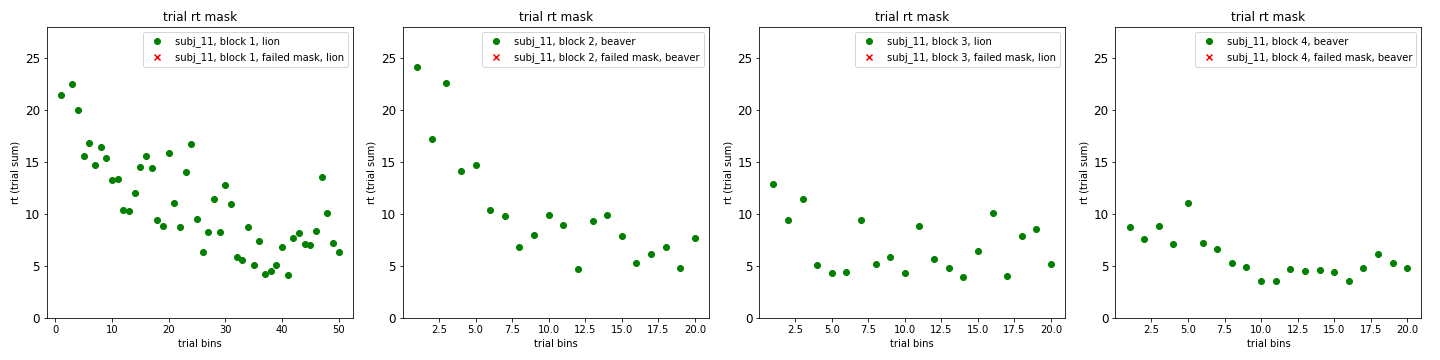 trial rt mask
subj_11, block 1, lion
subj_11, block 1, failed mask, lion
25
20
15
10
5
0
rt (trial sum)
0 10 20 30 40 50
trial bins
trial rt mask
subj_11, block 2, beaver
subj_11, block 2, failed mask, beaver
25
20
15
10
5
0
rt (trial sum)
2.5 5.0 7.5 10.0 12.5 15.0 17.5 20.0
trial bins
trial rt mask
subj_11, block 3, lion
subj_11, block 3, failed mask, lion
25
20
15
10
5
0
rt (trial sum)
2.5 5.0 7.5 10.0 12.5 15.0 17.5 20.0
trial bins
trial rt mask
subj_11, block 4, beaver
subj_11, block 4, failed mask, beaver
25
20
15
10
5
0
rt (trial sum)
2.5 5.0 7.5 10.0 12.5 15.0 17.5 20.0
trial bins